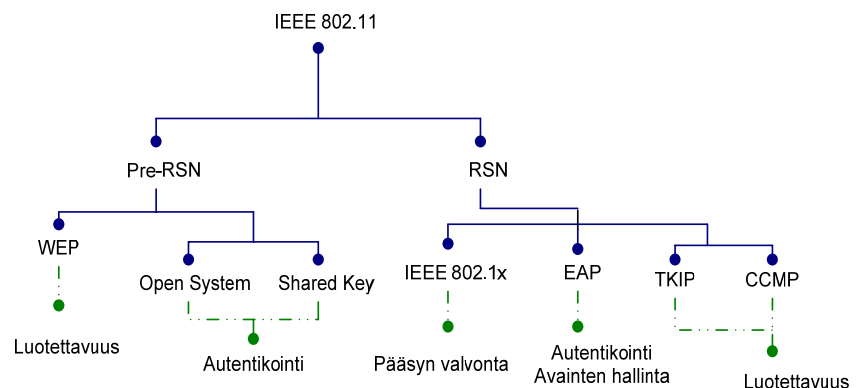 IEEE 802.11
Pre-RSN
RSN
WEP
Open System
Shared Key
IEEE 802.1x
EAP
TKIP
CCMP
Luotettavuus
Autentikointi
Pääsyn valvonta
Autentikointi
Avainten hallinta
Luotettavuus